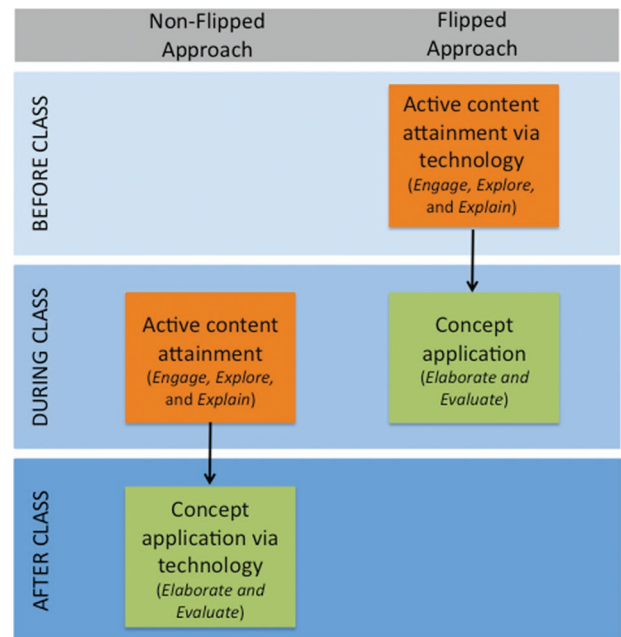 Non-Flipped
Approach
Flipped
Approach
BEFORE CLASS
Active content
attainment via
technology
(Engage, Explore,
and Explain)
DURING CLASS
Active content
attainment
(Engage, Explore,
and Explain)
Concept
application
(Elaborate and
Evaluate)
AFTER CLASS
Concept
application via
technology
(Elaborate and
Evaluate)